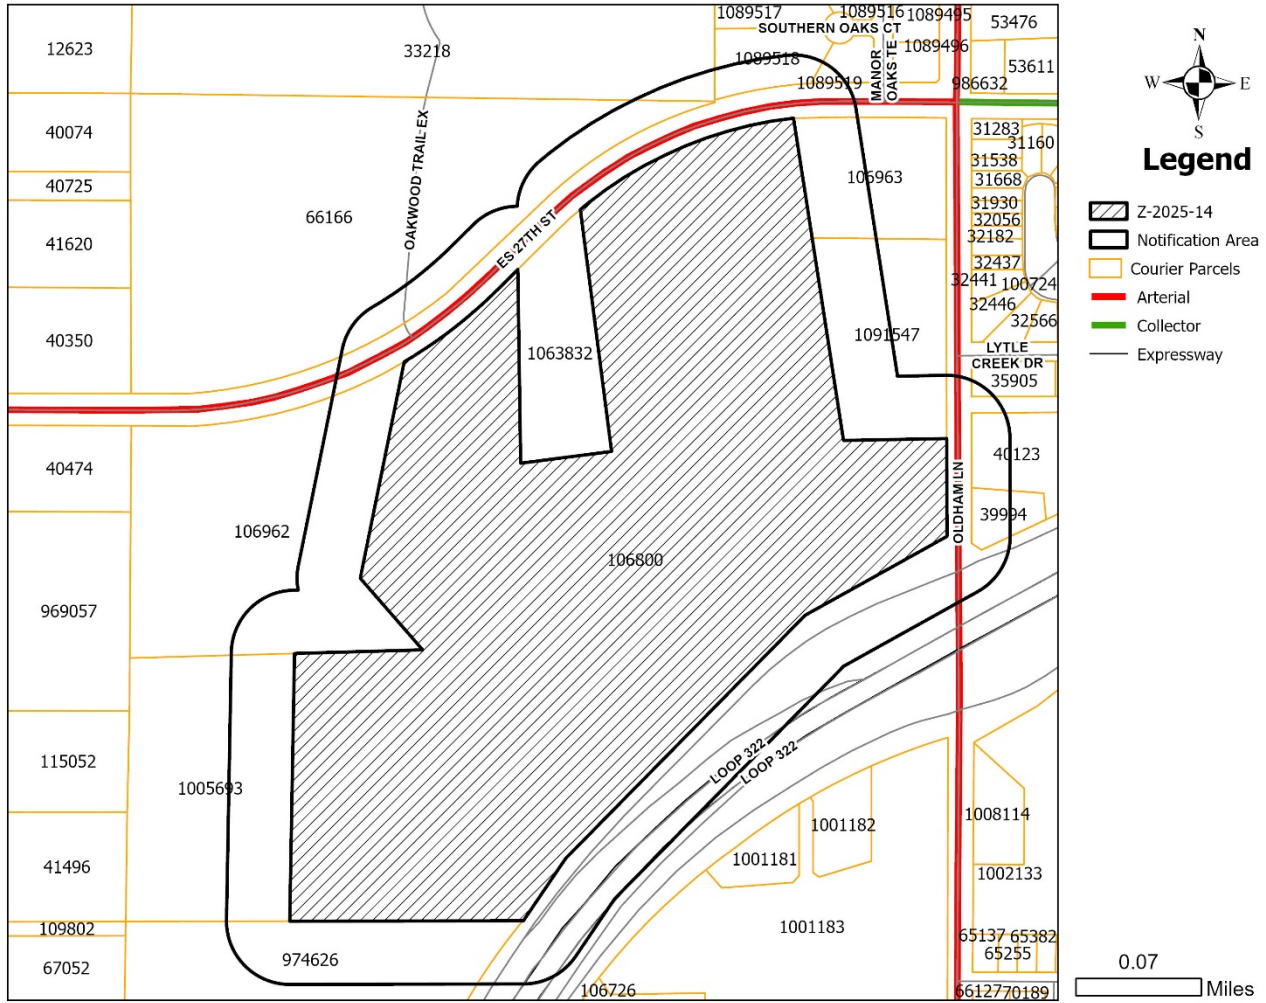 1089517
1089516
1089495
53476
12623
33218
SOUTHERN OAKS CT
1089496
1089518
53611
MANOR
OAKS TE
1089519
986632
40074
31283
31160
31538
40725
106963
31668
66166
OAKWOOD TRAIL EX
31930
32056
ES 27TH ST
32182
41620
32437
32441
100724
32446
32566
40350
1063832
1091547
LYTLE
CREEK DR
35905
40474
40123
OLDHAM LN
39994
106962
106800
969057
115052
LOOP 322
LOOP 322
1005693
1008114
1001182
1001181
41496
1002133
109802
1001183
65137
65382
65255
67052
974626
106726
66127
70189
N
W
E
S
Legend
Z-2025-14
Notification Area
Courier Parcels
Arterial
Collector
Expressway
0.07
Miles